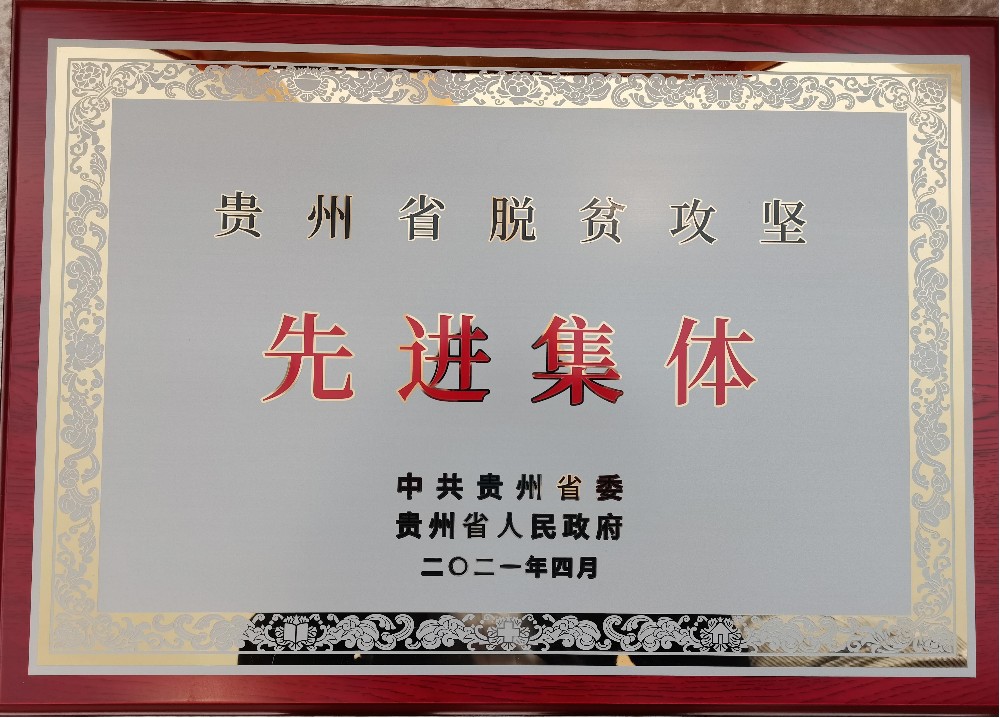 贵州省脱贫攻坚
先进集体
中共贵州省委
贵州省人民政府
二〇二一年四月